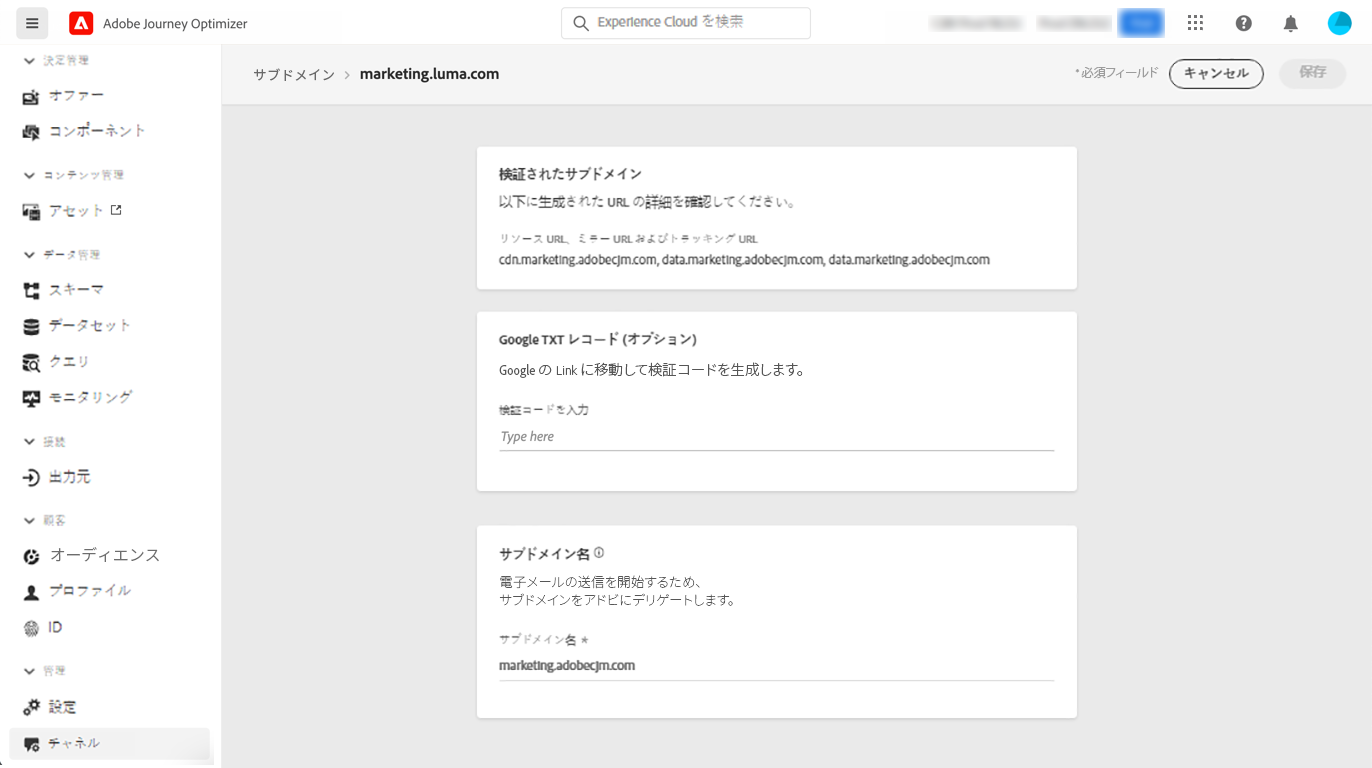 Adobe Journey Optimizer
Experience Cloud を検索
決定管理
オファー
コンポーネント
コンテンツ管理
アセット
データ管理
スキーマ
データセット
クエリ
モニタリング
接続
出力元
顧客
オーディエンス
プロファイル
ID
管理
設定
チャネル
サブドメイン > marketing.luma.com
*必須フィールド
キャンセル
保存
検証されたサブドメイン
以下に生成された URL の詳細を確認してください。
リソース URL、ミラー URL およびトラッキング URL
cdn.marketing.adobecjm.com, data.marketing.adobecjm.com, data.marketing.adobecjm.com
Google TXT レコード (オプション)
Google の Link に移動して検証コードを生成します。
検証コードを入力
Type here
サブドメイン名
電子メールの送信を開始するため、
サブドメインをアドビにデリゲートします。
サブドメイン名 *
marketing.adobecjm.com